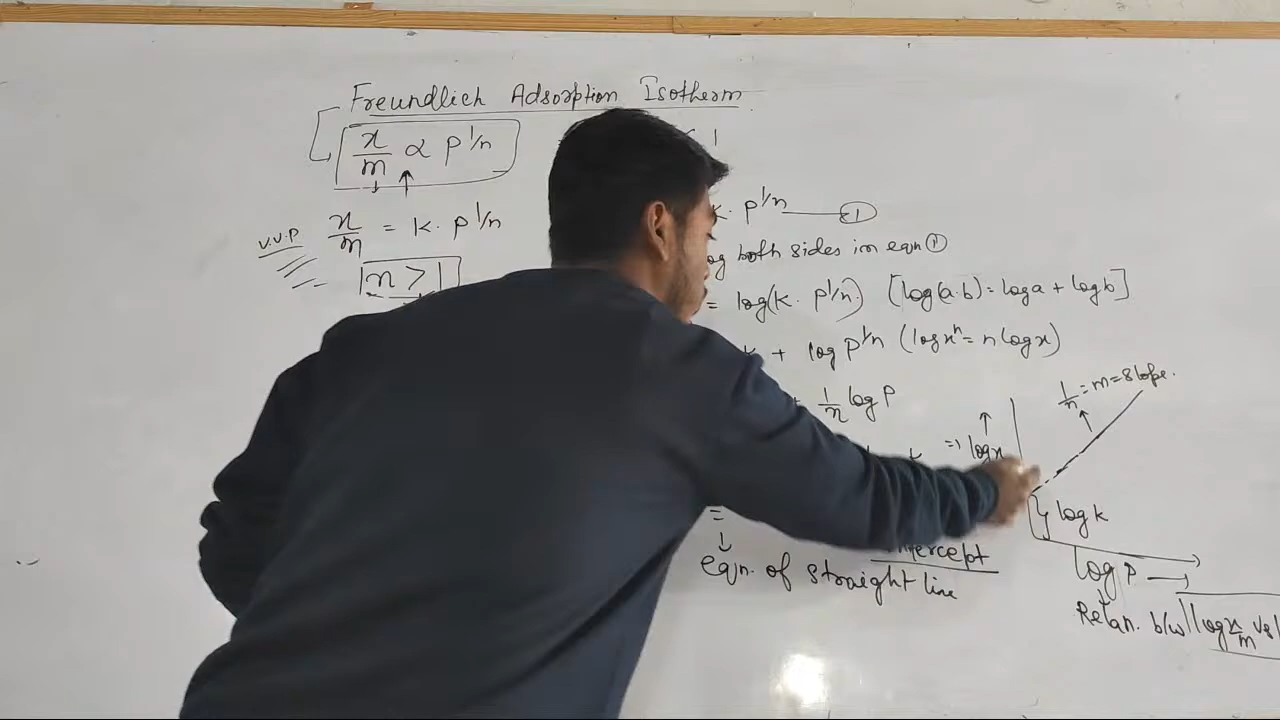 Freundlich Adsorption Isotherm
x/m ∝ P^1/n
V.V.P x/m = K. P^1/n
n > 1
1
K. P^1/n ①
log both sides in eqn ①
= log(K. P^1/n) [log(a.b) = log a + log b]
K + log P^1/n (log x^n = n log x)
1/n log P
1/n = m = Slope.
⇒ log x
log K
=
intercept
eqn. of straight line
log P
Relan. b/w log x/m Vs